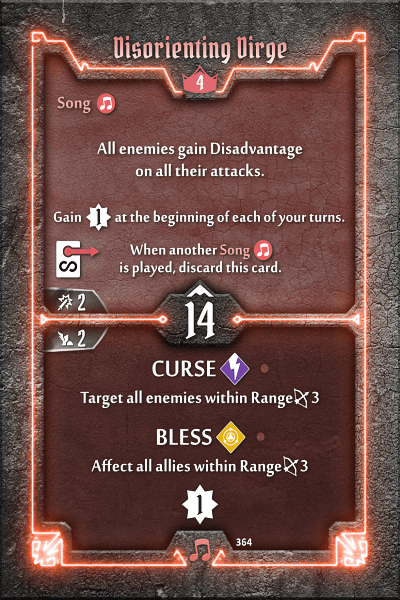 Disorienting Dirge
4
Song
All enemies gain Disadvantage
on all their attacks.
Gain 1 at the beginning of each of your turns.
When another Song
is played, discard this card.
2
14
2
CURSE
Target all enemies within Range 3
BLESS
Affect all allies within Range 3
1
364